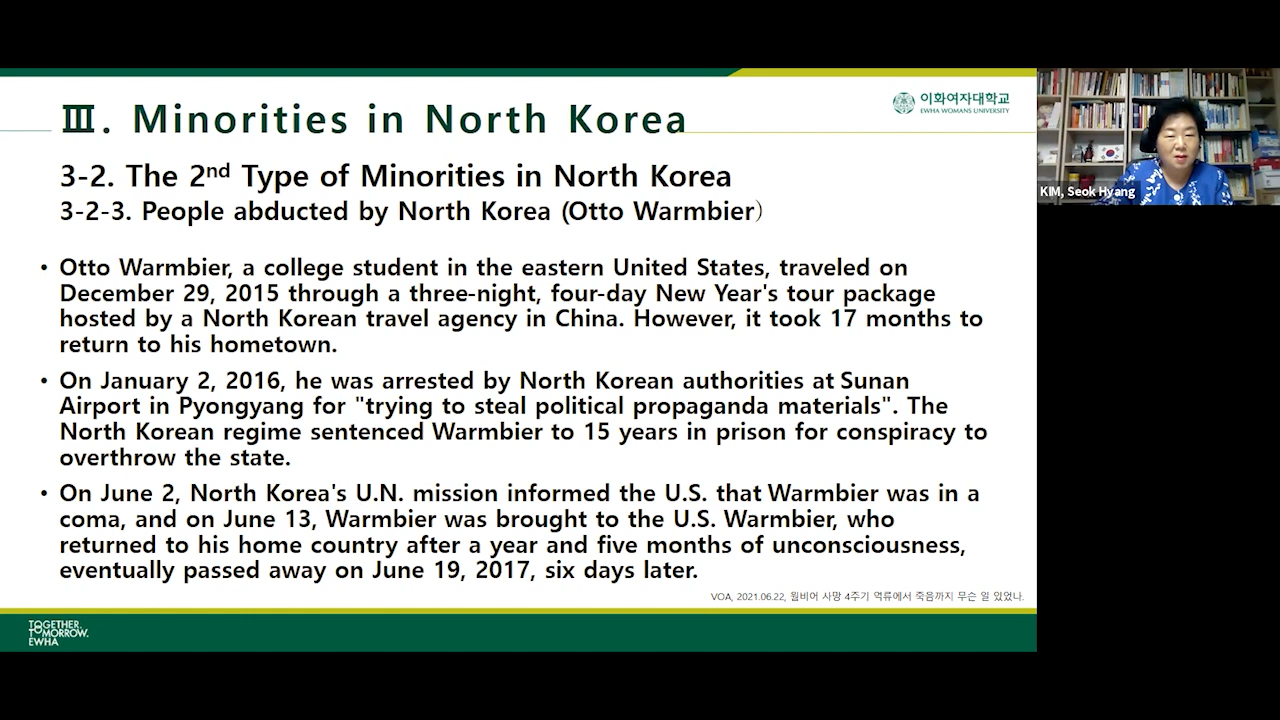 Ⅲ. Minorities in North Korea
이화여자대학교
EWHA WOMANS UNIVERSITY
KIM, Seok Hyang
3-2. The 2nd Type of Minorities in North Korea
3-2-3. People abducted by North Korea (Otto Warmbier)
• Otto Warmbier, a college student in the eastern United States, traveled on
December 29, 2015 through a three-night, four-day New Year's tour package
hosted by a North Korean travel agency in China. However, it took 17 months to
return to his hometown.
• On January 2, 2016, he was arrested by North Korean authorities at Sunan
Airport in Pyongyang for "trying to steal political propaganda materials". The
North Korean regime sentenced Warmbier to 15 years in prison for conspiracy to
overthrow the state.
• On June 2, North Korea's U.N. mission informed the U.S. that Warmbier was in a
coma, and on June 13, Warmbier was brought to the U.S. Warmbier, who
returned to his home country after a year and five months of unconsciousness,
eventually passed away on June 19, 2017, six days later.
VOA, 2021.06.22, 윔비어 사망 4주기 억류에서 죽음까지 무슨 일 있었나.
TOGETHER.
TOMORROW.
EWHA